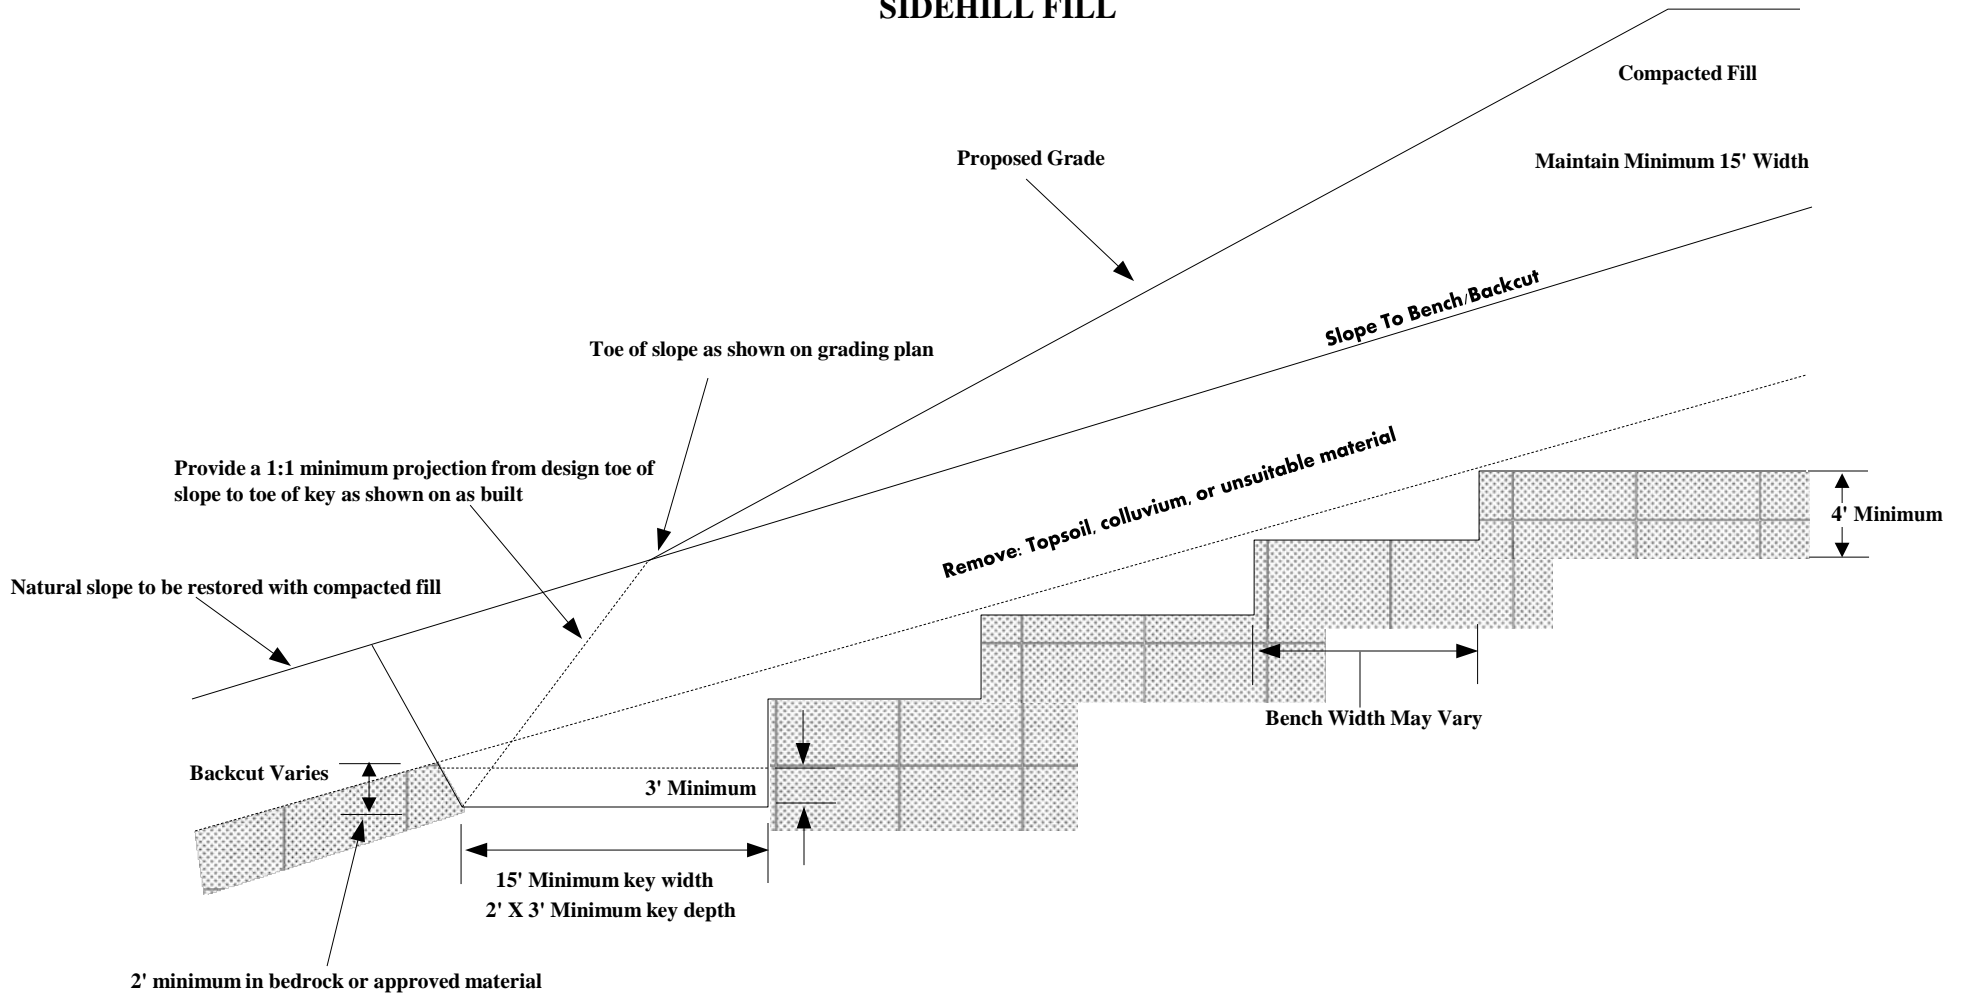 SIDEHILL FILL
Compacted Fill
Proposed Grade
Maintain Minimum 15' Width
Slope To Bench/Backcut
Toe of slope as shown on grading plan
Provide a 1:1 minimum projection from design toe of
slope to toe of key as shown on as built
Remove: Topsoil, colluvium, or unsuitable material
4' Minimum
Natural slope to be restored with compacted fill
Bench Width May Vary
Backcut Varies
3' Minimum
15' Minimum key width
2' X 3' Minimum key depth
2' minimum in bedrock or approved material